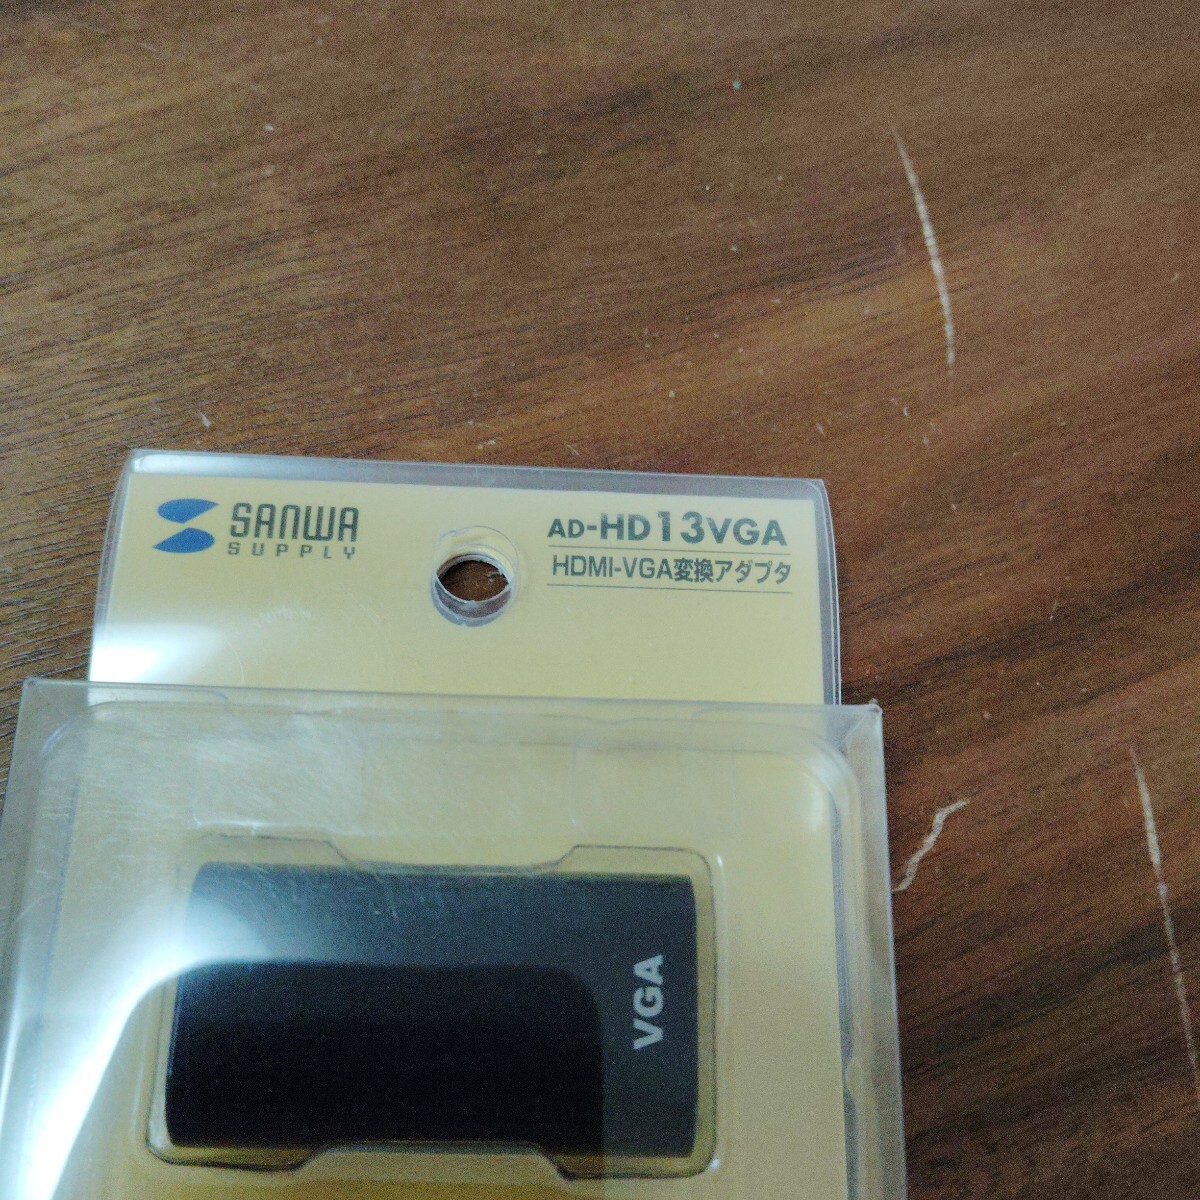 SANWA
SUPPLY
AD-HD13VGA
HDMI-VGA変換アダプタ
VGA